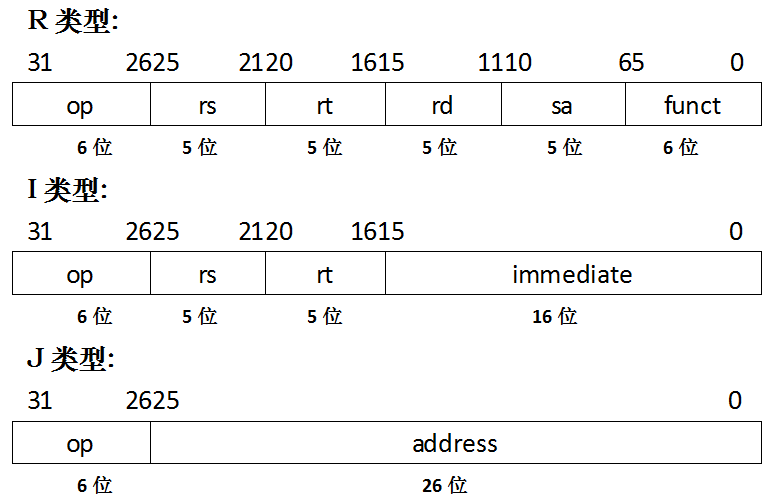 R 类型:
31 2625 2120 1615 1110 65 0
op rs rt rd sa funct
6 位 5 位 5 位 5 位 5 位 6 位
I 类型:
31 2625 2120 1615 0
op rs rt immediate
6 位 5 位 5 位 16 位
J 类型:
31 2625 0
op address
6 位 26 位